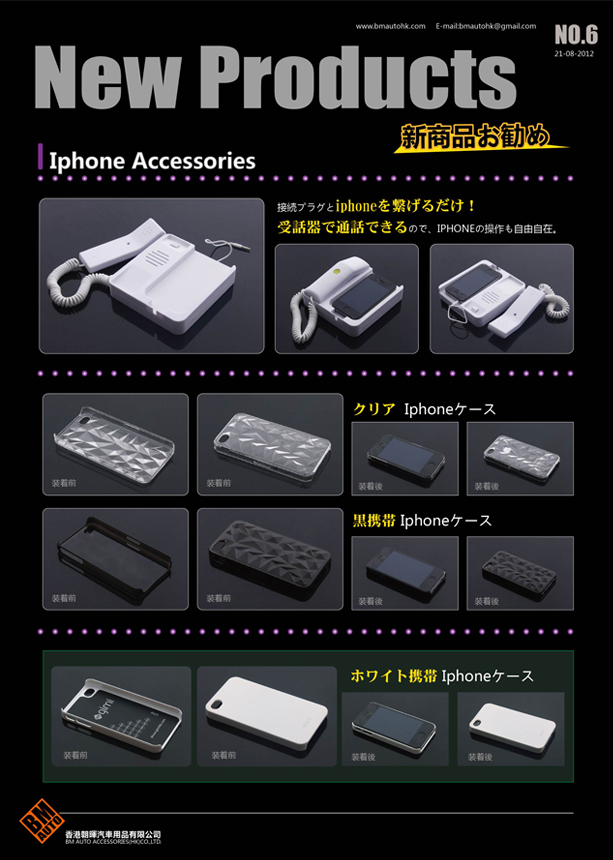 www.bmautohk.com E-mail:bmautohk@gmail.com
NO.6
21-08-2012
New Products
新商品お勧め
Iphone Accessories
接続プラグとiphoneを繋げるだけ！
受話器で通話できるので、IPHONEの操作も自由自在。
クリア Iphoneケース
装着前
装着前
装着後
装着後
黒携帯 Iphoneケース
装着前
装着前
装着後
装着後
ホワイト携帯 Iphoneケース
装着前
装着前
装着後
装着後
BM AUTO
香港朝暉汽車用品有限公司
BM AUTO ACCESSORIES(HK)CO.,LTD.